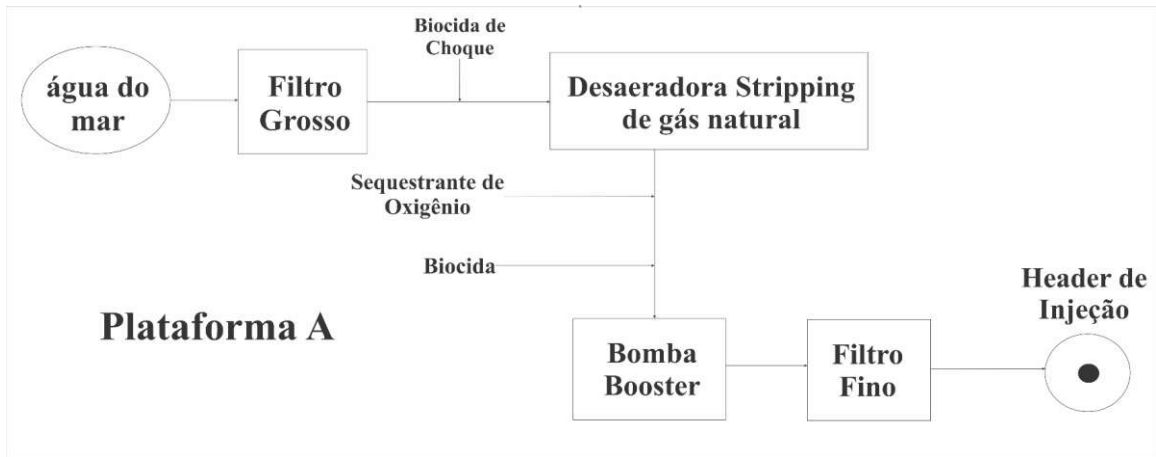 Biocida de
Choque
água do
mar
Filtro
Grosso
Desaeradora Stripping
de gás natural
Sequestrante de
Oxigênio
Biocida
Plataforma A
Header de
Injeção
Bomba
Booster
Filtro
Fino